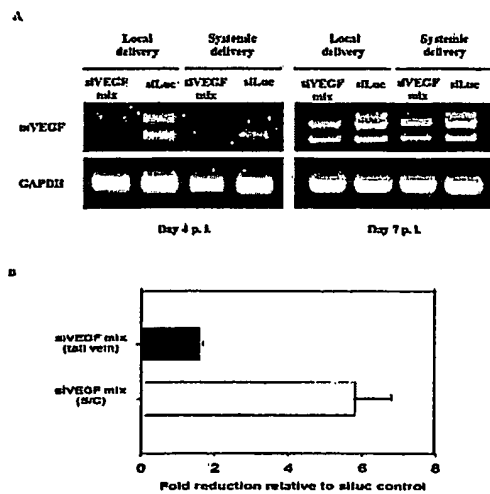 A
Local delivery
Systemic delivery
Local delivery
Systemic delivery
siVEGF mix
siLuc
siVEGF mix
siLuc
siVEGF mix
siLuc
siVEGF mix
siLuc
mVEGF
GAPDH
Day 4 p. i.
Day 7 p. i.
B
siVEGF mix
(tail vein)
siVEGF mix
(S/C)
0
2
4
6
8
Fold reduction relative to siluc control